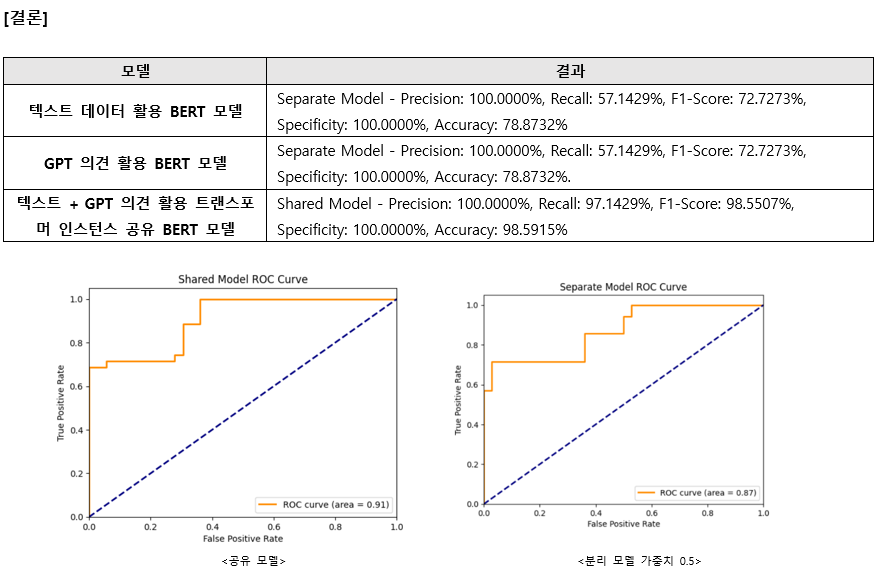 [결론]
모델 결과
텍스트 데이터 활용 BERT 모델
Separate Model - Precision: 100.0000%, Recall: 57.1429%, F1-Score: 72.7273%,
Specificity: 100.0000%, Accuracy: 78.8732%
GPT 의견 활용 BERT 모델
Separate Model - Precision: 100.0000%, Recall: 57.1429%, F1-Score: 72.7273%,
Specificity: 100.0000%, Accuracy: 78.8732%.
텍스트 + GPT 의견 활용 트랜스포
머 인스턴스 공유 BERT 모델
Shared Model - Precision: 100.0000%, Recall: 97.1429%, F1-Score: 98.5507%,
Specificity: 100.0000%, Accuracy: 98.5915%
Shared Model ROC Curve
True Positive Rate
1.0
0.8
0.6
0.4
0.2
0.0
0.0 0.2 0.4 0.6 0.8 1.0
False Positive Rate
ROC curve (area = 0.91)
<공유 모델>
Separate Model ROC Curve
True Positive Rate
1.0
0.8
0.6
0.4
0.2
0.0
0.0 0.2 0.4 0.6 0.8 1.0
False Positive Rate
ROC curve (area = 0.87)
<분리 모델 가중치 0.5>